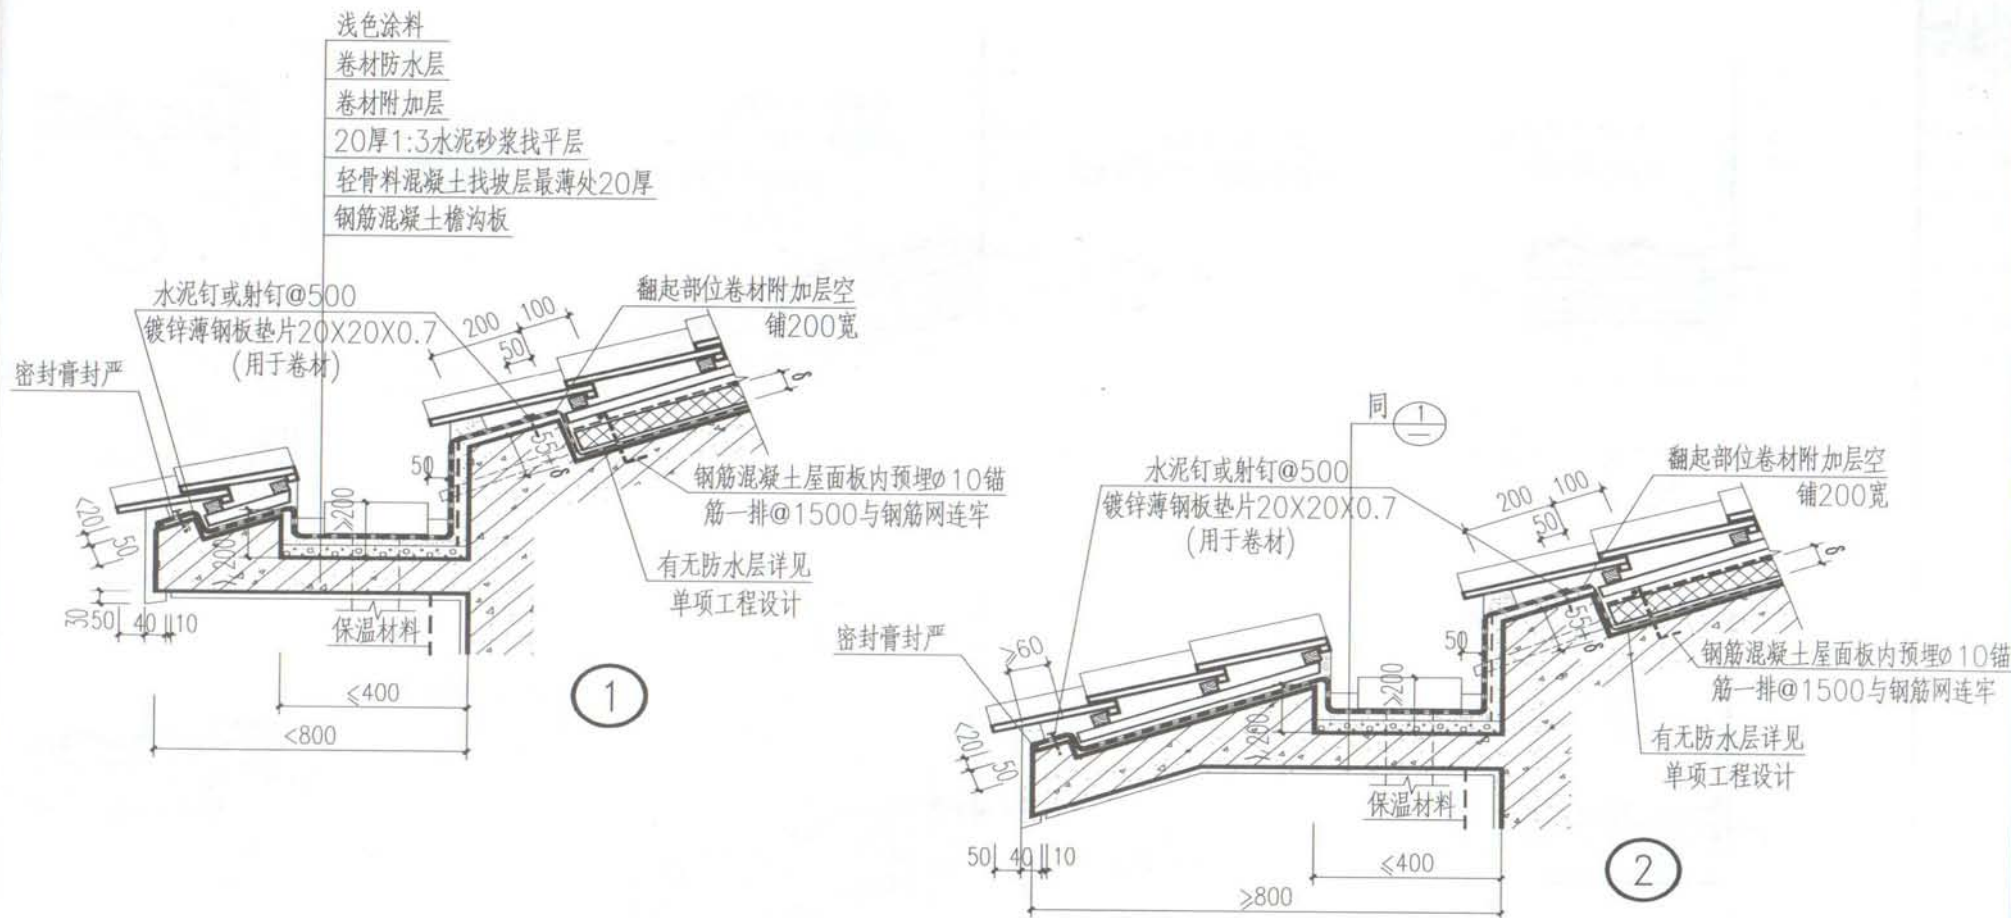 浅色涂料
卷材防水层
卷材附加层
20厚1:3水泥砂浆找平层
轻骨料混凝土找坡层最薄处20厚
钢筋混凝土檐沟板
水泥钉或射钉@500
镀锌薄钢板垫片20X20X0.7
(用于卷材)
密封膏封严
翻起部位卷材附加层空
铺200宽
200
100
50
δ
55+δ
50
≤200
≥200
<20
50
30
50
40
10
钢筋混凝土屋面板内预埋Ø10锚
筋一排@1500与钢筋网连牢
有无防水层详见
单项工程设计
保温材料
≤400
<800
1
同
1
—
水泥钉或射钉@500
镀锌薄钢板垫片20X20X0.7
(用于卷材)
密封膏封严
翻起部位卷材附加层空
铺200宽
200
100
50
δ
55+δ
50
≥60
≤200
≥200
<20
50
50
40
10
钢筋混凝土屋面板内预埋Ø10锚
筋一排@1500与钢筋网连牢
有无防水层详见
单项工程设计
保温材料
≤400
≥800
2